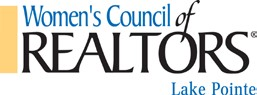 Women's Council of
REALTORS®
Lake Pointe